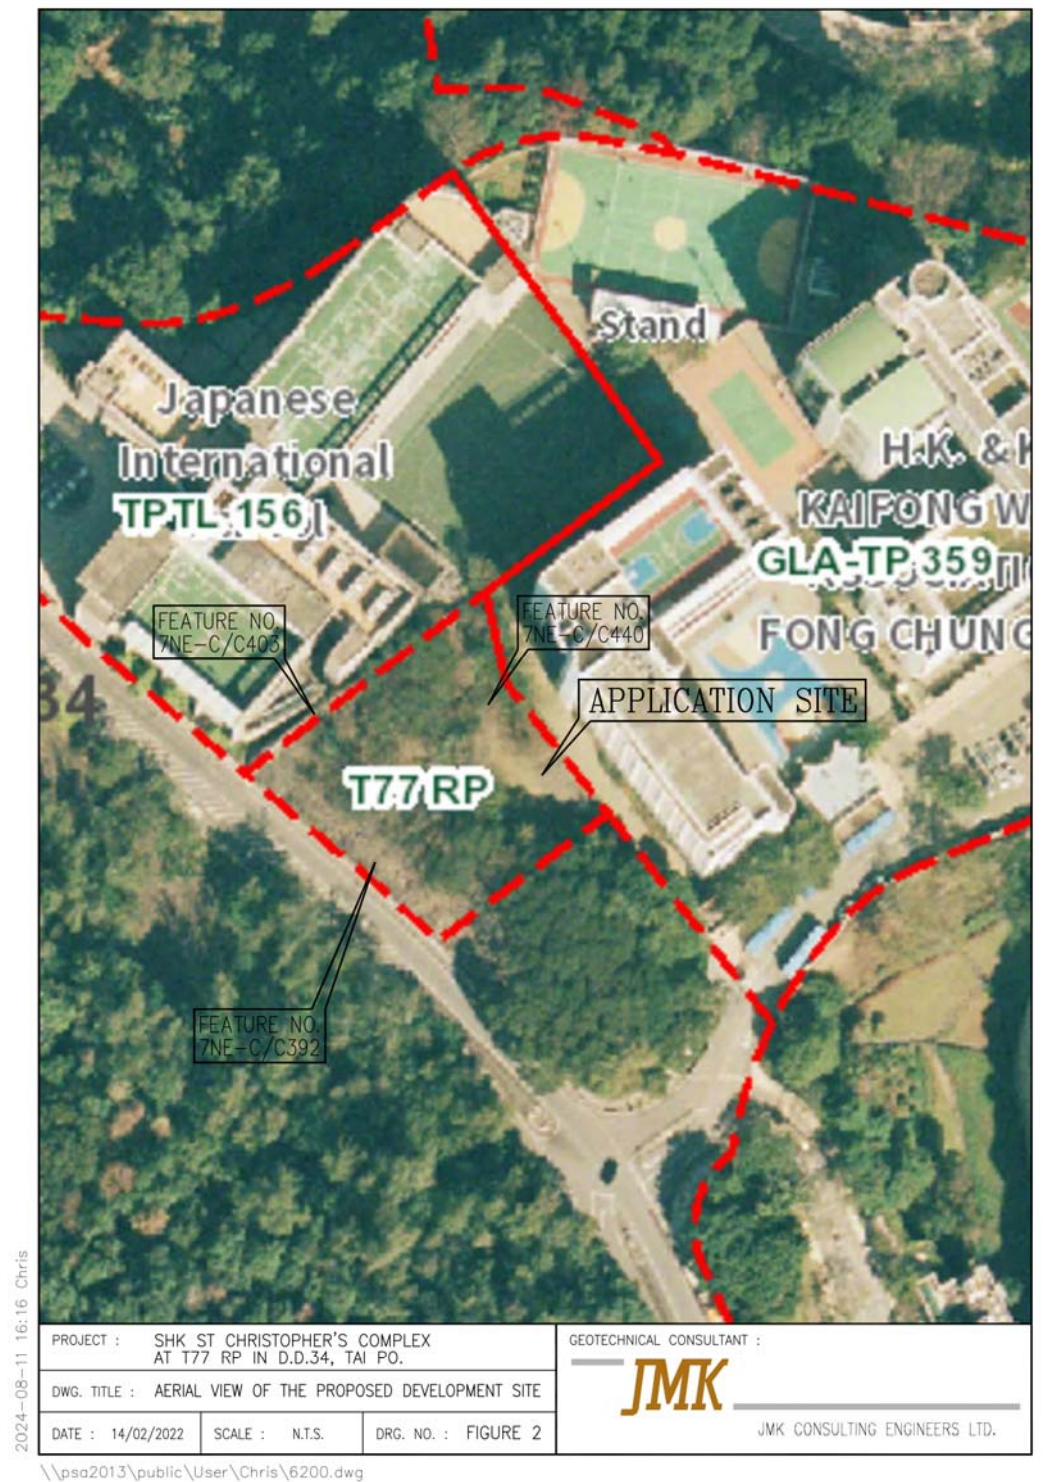 Stand
Japanese
International
TPTL 156
H.K. & K
KAIFONG W
GLA-TP 359
FONG CHUNG
FEATURE NO.
7NE-C/C403
FEATURE NO.
7NE-C/C440
34
APPLICATION SITE
T77 RP
FEATURE NO.
7NE-C/C392
2024-08-11 16:16 Chris
PROJECT : SHK ST CHRISTOPHER'S COMPLEX
AT T77 RP IN D.D.34, TAI PO.
DWG. TITLE : AERIAL VIEW OF THE PROPOSED DEVELOPMENT SITE
DATE : 14/02/2022 SCALE : N.T.S. DRG. NO. : FIGURE 2
GEOTECHNICAL CONSULTANT :
JMK
JMK CONSULTING ENGINEERS LTD.
\\psa2013\public\User\Chris\6200.dwg